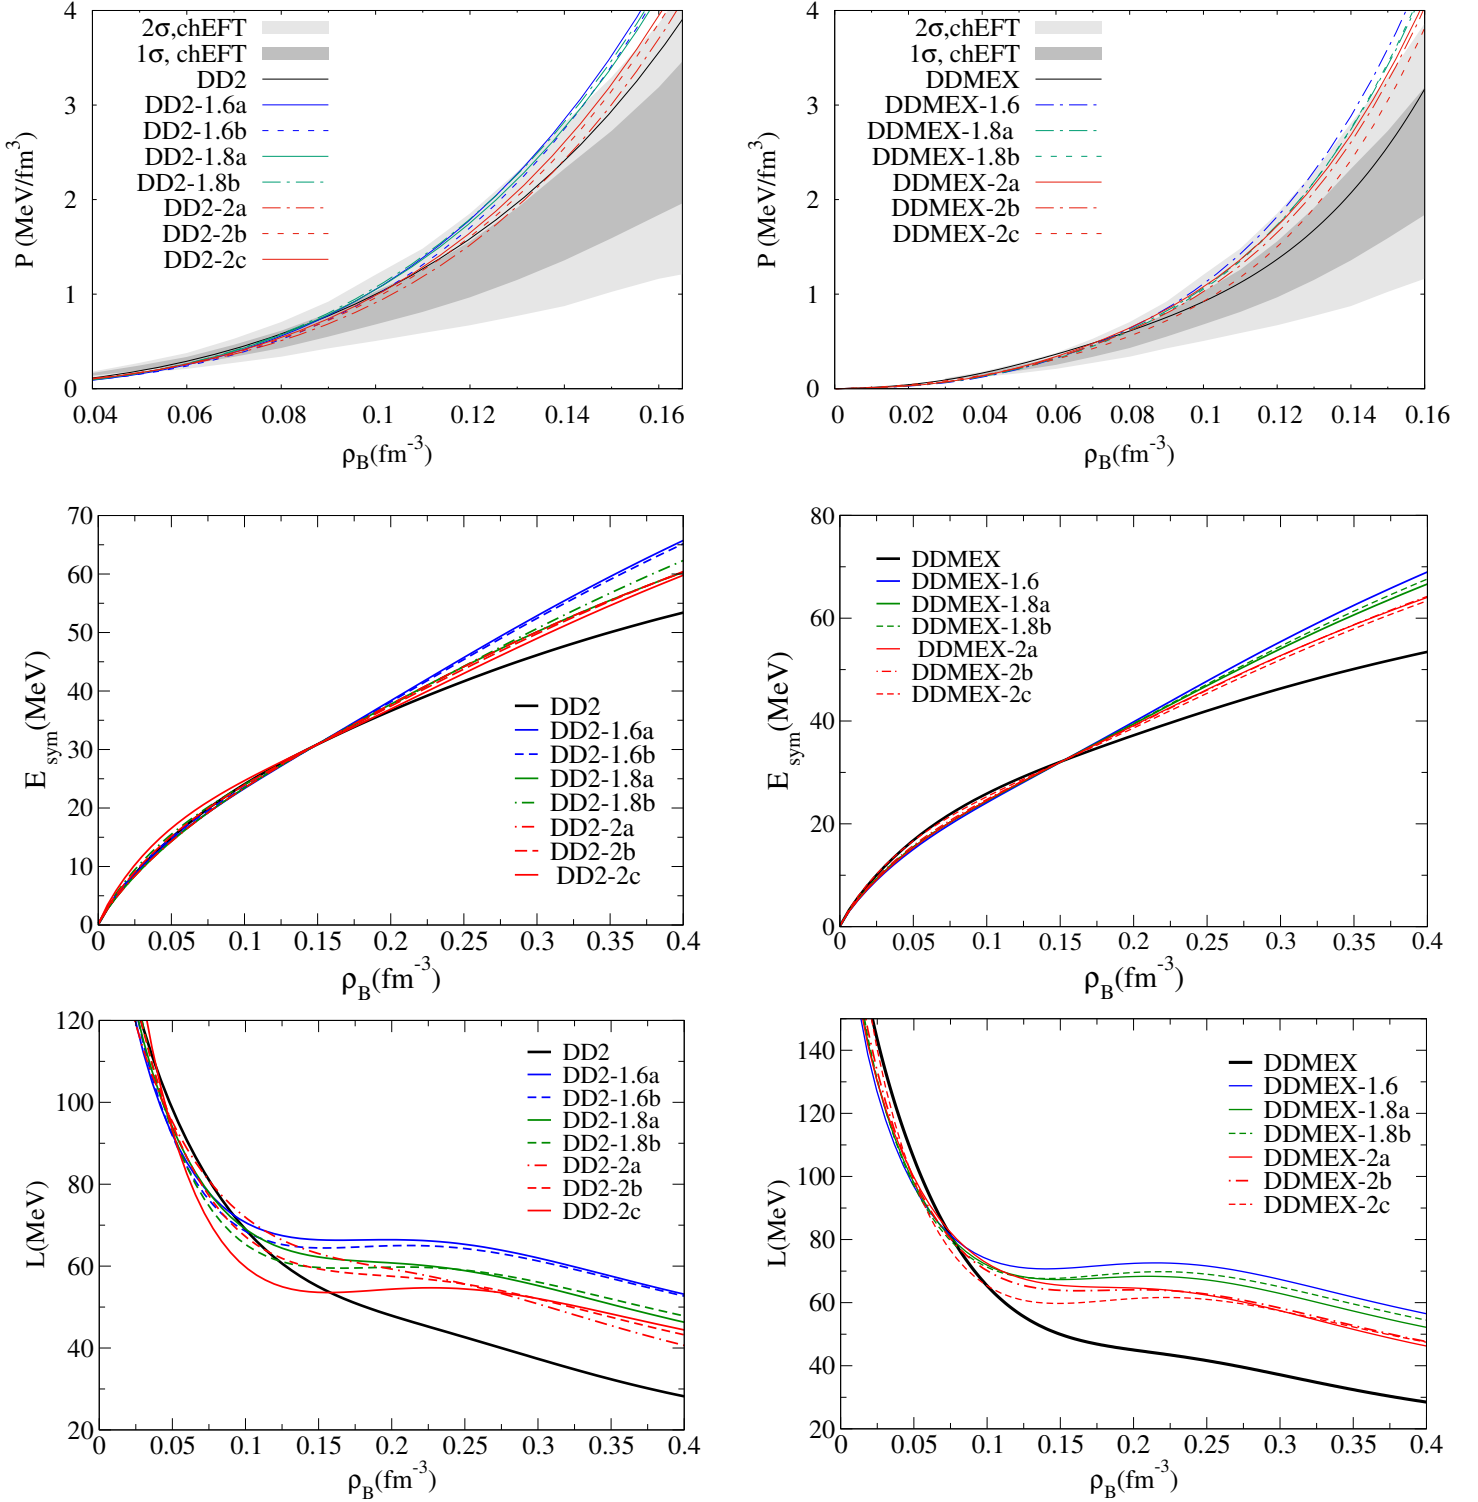 4
3
2
1
0
P (MeV/fm³)
2σ,chEFT
1σ, chEFT
DD2
DD2-1.6a
DD2-1.6b
DD2-1.8a
DD2-1.8b
DD2-2a
DD2-2b
DD2-2c
0.04 0.06 0.08 0.1 0.12 0.14 0.16
ρ_B(fm⁻³)
4
3
2
1
0
P (MeV/fm³)
2σ,chEFT
1σ, chEFT
DDMEX
DDMEX-1.6
DDMEX-1.8a
DDMEX-1.8b
DDMEX-2a
DDMEX-2b
DDMEX-2c
0 0.02 0.04 0.06 0.08 0.1 0.12 0.14 0.16
ρ_B(fm⁻³)
70
60
50
40
30
20
10
0
E_sym(MeV)
DD2
DD2-1.6a
DD2-1.6b
DD2-1.8a
DD2-1.8b
DD2-2a
DD2-2b
DD2-2c
0 0.05 0.1 0.15 0.2 0.25 0.3 0.35 0.4
ρ_B(fm⁻³)
80
60
40
20
0
E_sym(MeV)
DDMEX
DDMEX-1.6
DDMEX-1.8a
DDMEX-1.8b
DDMEX-2a
DDMEX-2b
DDMEX-2c
0 0.05 0.1 0.15 0.2 0.25 0.3 0.35 0.4
ρ_B(fm⁻³)
120
100
80
60
40
20
L(MeV)
DD2
DD2-1.6a
DD2-1.6b
DD2-1.8a
DD2-1.8b
DD2-2a
DD2-2b
DD2-2c
0 0.05 0.1 0.15 0.2 0.25 0.3 0.35 0.4
ρ_B(fm⁻³)
140
120
100
80
60
40
20
L(MeV)
DDMEX
DDMEX-1.6
DDMEX-1.8a
DDMEX-1.8b
DDMEX-2a
DDMEX-2b
DDMEX-2c
0 0.05 0.1 0.15 0.2 0.25 0.3 0.35 0.4
ρ_B(fm⁻³)